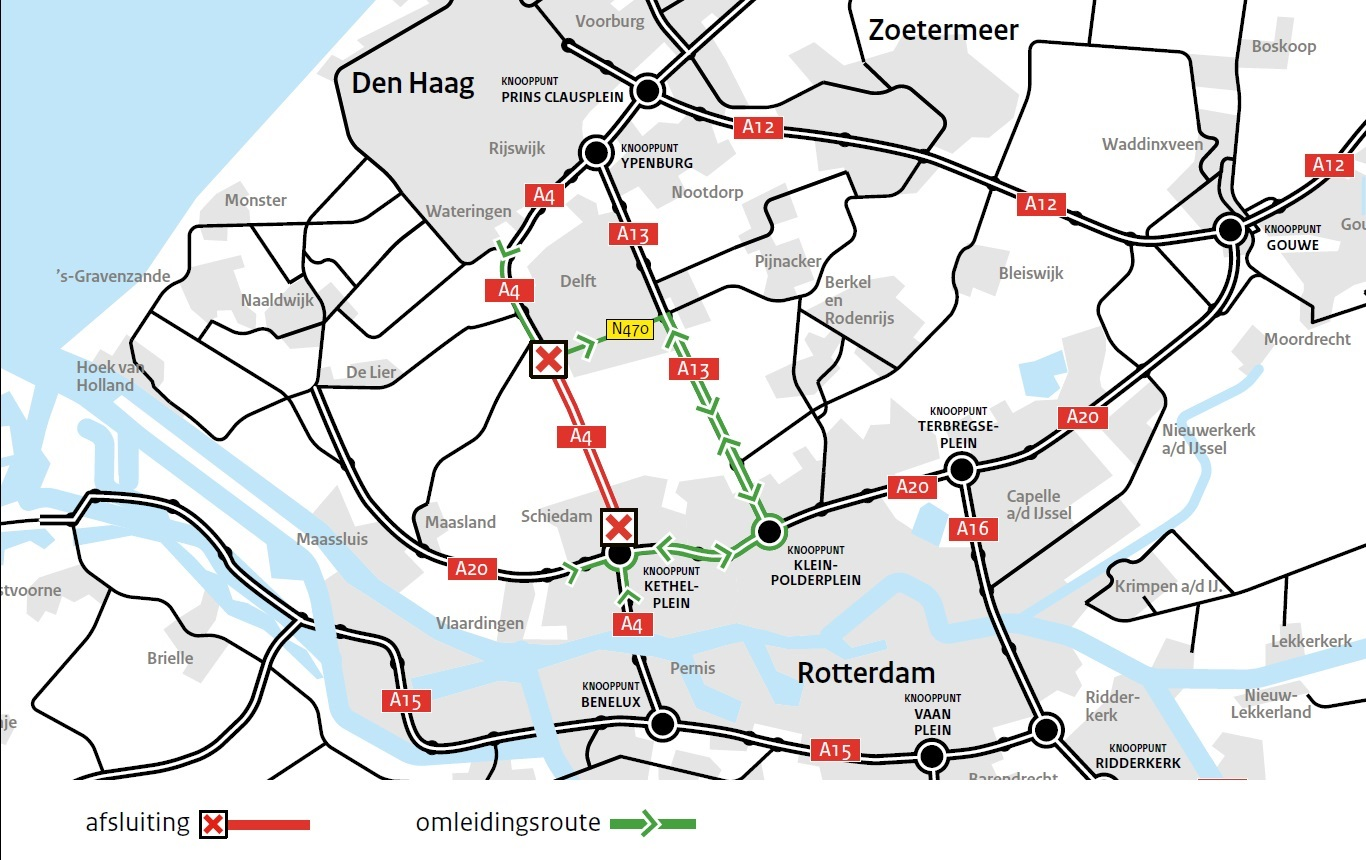 Voorburg
Zoetermeer
Boskoop
Den Haag
KNOOPPUNT
PRINS CLAUSPLEIN
A12
Rijswijk
KNOOPPUNT
YPENBURG
Waddinxveen
A12
Nootdorp
A4
Monster
Wateringen
A12
A13
KNOOPPUNT
GOUWE
's-Gravenzande
Naaldwijk
A4
Delft
Pijnacker
Berkel
en
Rodenrijs
Bleiswijk
N470
Moordrecht
Hoek van
Holland
De Lier
A13
A4
KNOOPPUNT
TERBREGSE-
PLEIN
A20
Nieuwerkerk
a/d IJssel
A20
Capelle
a/d IJssel
Maasland
Schiedam
A16
Maassluis
A20
KNOOPPUNT
KETHEL-
PLEIN
KNOOPPUNT
KLEIN-
POLDERPLEIN
stvoorne
Krimpen a/d IJ.
Vlaardingen
A4
Lekkerkerk
Brielle
Pernis
Rotterdam
KNOOPPUNT
BENELUX
A15
KNOOPPUNT
VAAN
PLEIN
Ridder-
kerk
Nieuw-
Lekkerland
A15
KNOOPPUNT
RIDDERKERK
Barendrecht
afsluiting
omleidingsroute